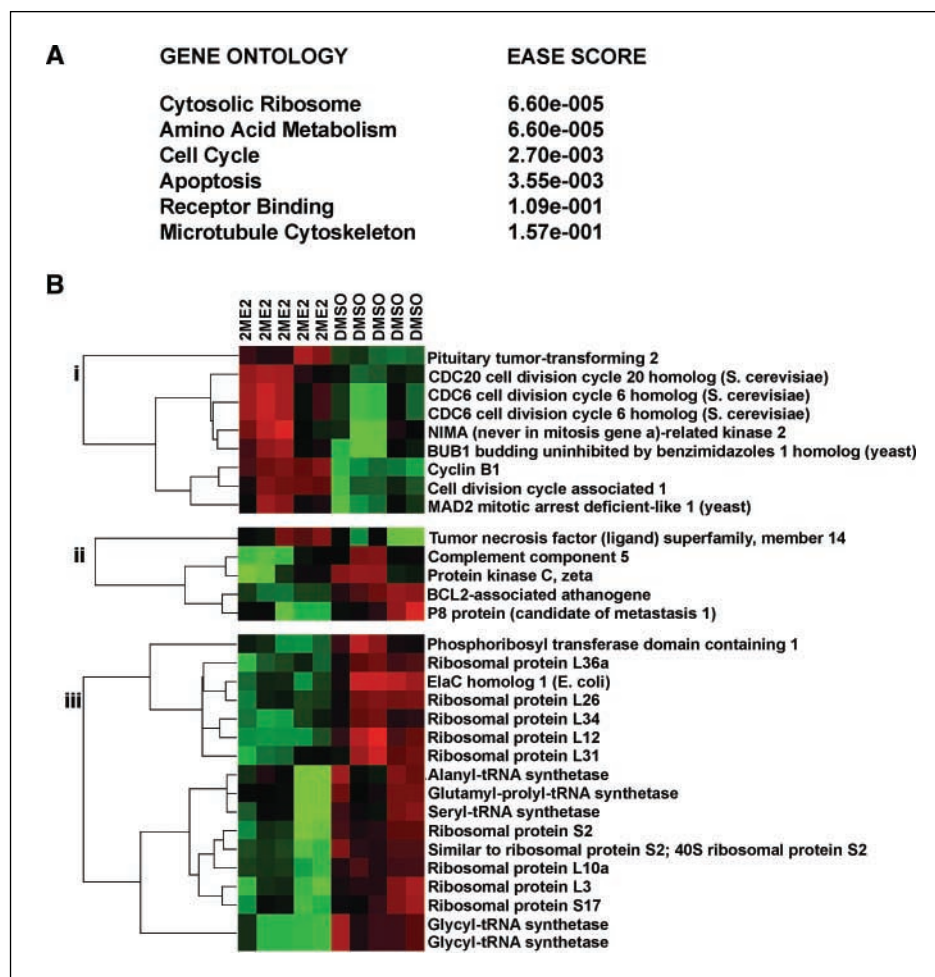 A
GENE ONTOLOGY EASE SCORE
Cytosolic Ribosome 6.60e-005
Amino Acid Metabolism 6.60e-005
Cell Cycle 2.70e-003
Apoptosis 3.55e-003
Receptor Binding 1.09e-001
Microtubule Cytoskeleton 1.57e-001
B
2ME2 2ME2 2ME2 2ME2 2ME2 DMSO DMSO DMSO DMSO DMSO
i
Pituitary tumor-transforming 2
CDC20 cell division cycle 20 homolog (S. cerevisiae)
CDC6 cell division cycle 6 homolog (S. cerevisiae)
CDC6 cell division cycle 6 homolog (S. cerevisiae)
NIMA (never in mitosis gene a)-related kinase 2
BUB1 budding uninhibited by benzimidazoles 1 homolog (yeast)
Cyclin B1
Cell division cycle associated 1
MAD2 mitotic arrest deficient-like 1 (yeast)
ii
Tumor necrosis factor (ligand) superfamily, member 14
Complement component 5
Protein kinase C, zeta
BCL2-associated athanogene
P8 protein (candidate of metastasis 1)
iii
Phosphoribosyl transferase domain containing 1
Ribosomal protein L36a
ElaC homolog 1 (E. coli)
Ribosomal protein L26
Ribosomal protein L34
Ribosomal protein L12
Ribosomal protein L31
Alanyl-tRNA synthetase
Glutamyl-prolyl-tRNA synthetase
Seryl-tRNA synthetase
Ribosomal protein S2
Similar to ribosomal protein S2; 40S ribosomal protein S2
Ribosomal protein L10a
Ribosomal protein L3
Ribosomal protein S17
Glycyl-tRNA synthetase
Glycyl-tRNA synthetase